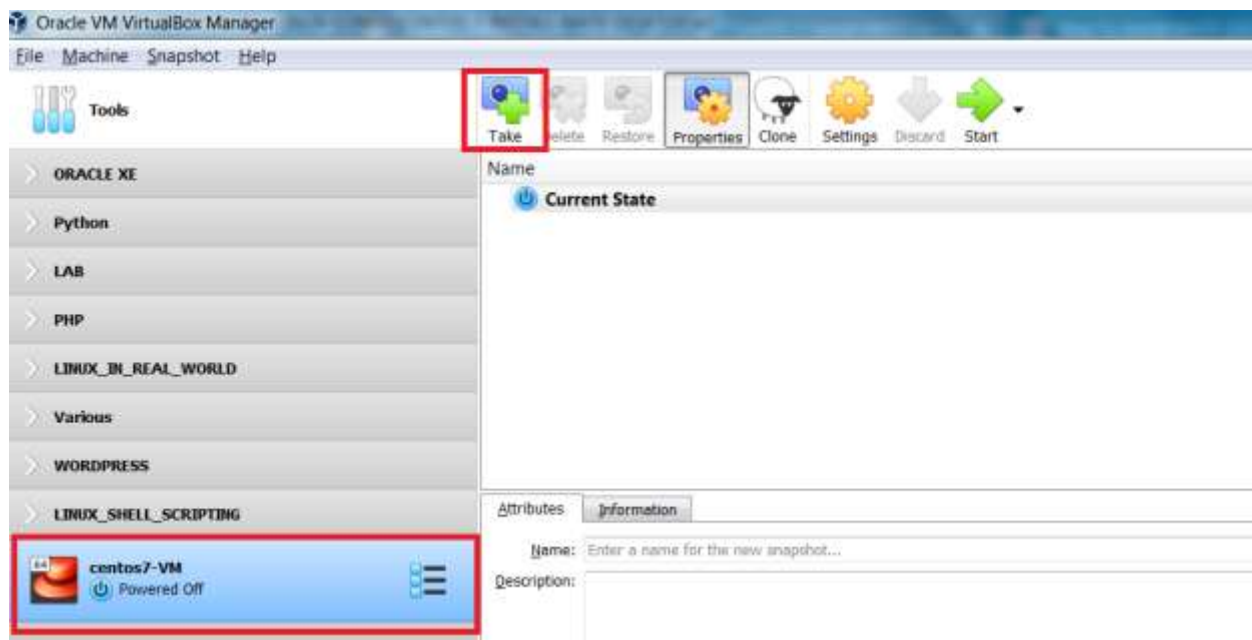 Oracle VM VirtualBox Manager
File Machine Snapshot Help
Tools
Take Delete Restore Properties Clone Settings Discard Start
ORACLE XE
Python
LAB
PHP
LINUX_IN_REAL_WORLD
Various
WORDPRESS
LINUX_SHELL_SCRIPTING
64
centos7-VM
Powered Off
Name
Current State
Attributes Information
Name: Enter a name for the new snapshot...
Description: